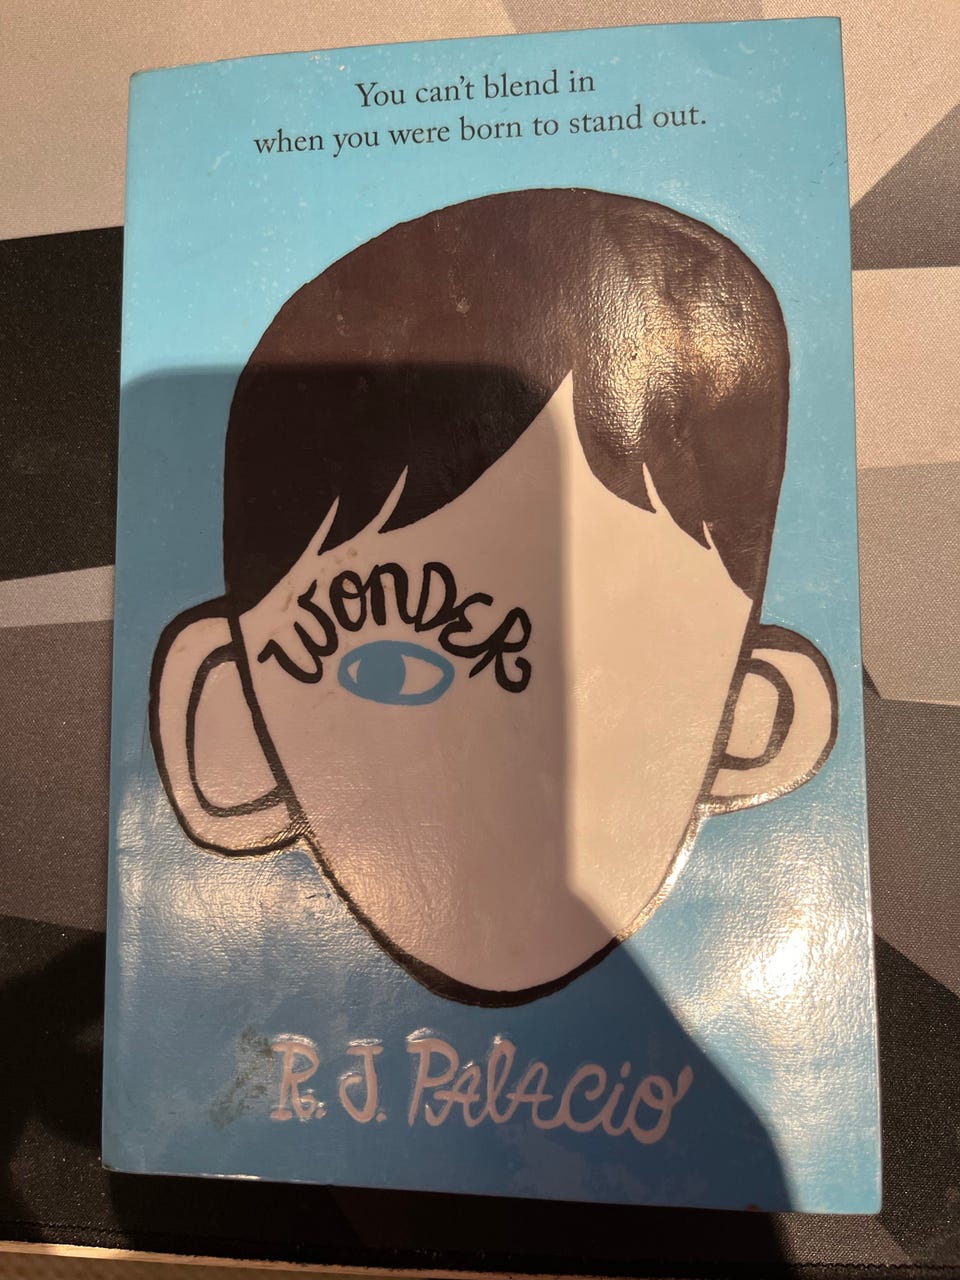 You can't blend in
when you were born to stand out.
WONDER
R. J. PALACIO